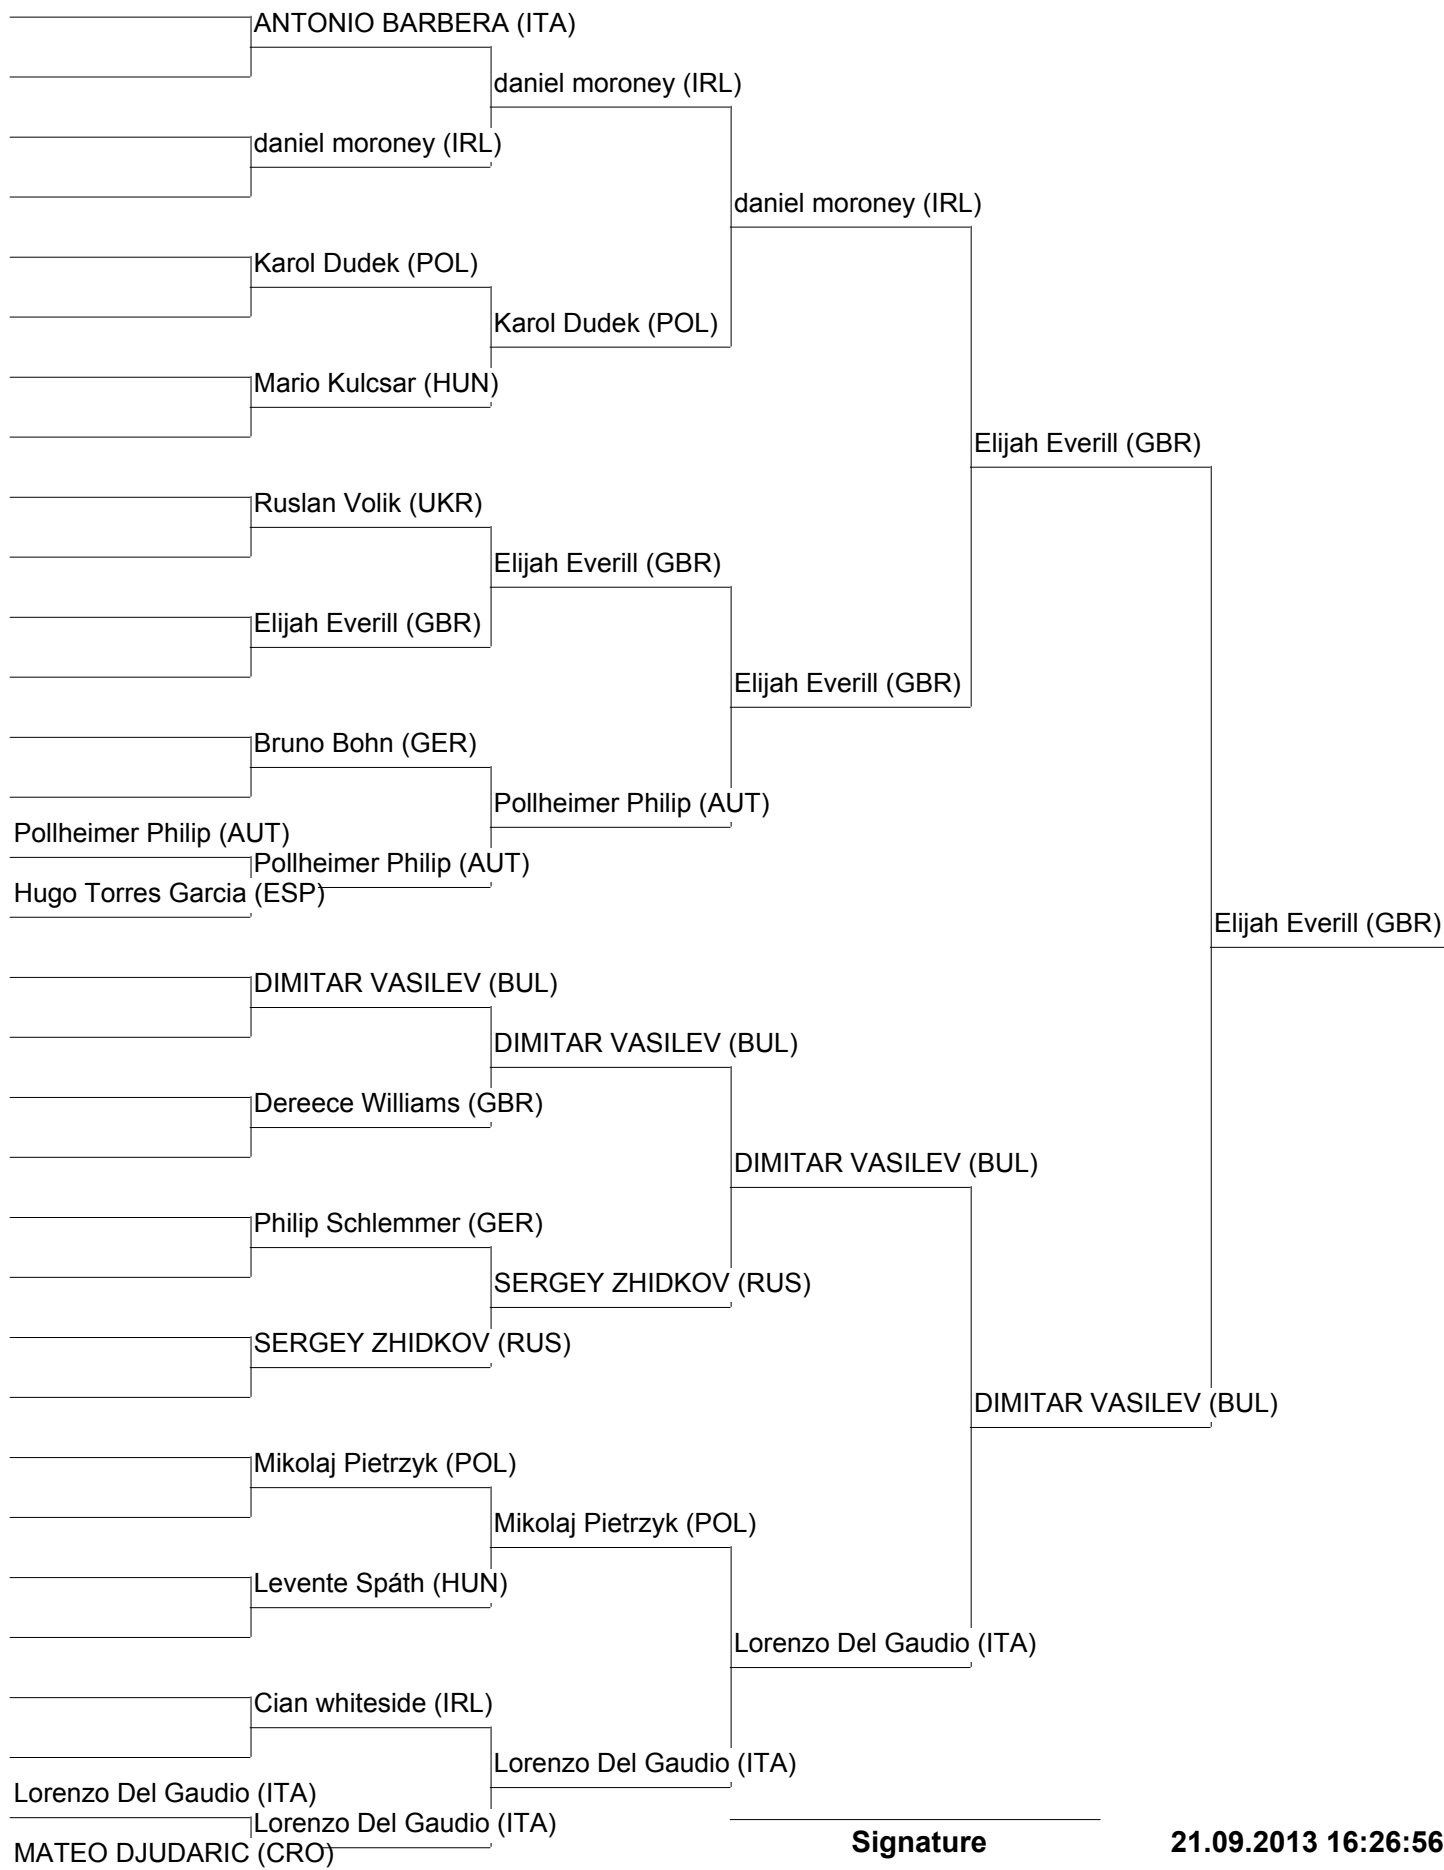 ANTONIO BARBERA (ITA)
daniel moroney (IRL)
daniel moroney (IRL)
daniel moroney (IRL)
Karol Dudek (POL)
Karol Dudek (POL)
Mario Kulcsar (HUN)
Elijah Everill (GBR)
Ruslan Volik (UKR)
Elijah Everill (GBR)
Elijah Everill (GBR)
Elijah Everill (GBR)
Bruno Bohn (GER)
Pollheimer Philip (AUT)
Pollheimer Philip (AUT)
Pollheimer Philip (AUT)
Hugo Torres Garcia (ESP)
Elijah Everill (GBR)
DIMITAR VASILEV (BUL)
DIMITAR VASILEV (BUL)
Dereece Williams (GBR)
DIMITAR VASILEV (BUL)
Philip Schlemmer (GER)
SERGEY ZHIDKOV (RUS)
SERGEY ZHIDKOV (RUS)
DIMITAR VASILEV (BUL)
Mikolaj Pietrzyk (POL)
Mikolaj Pietrzyk (POL)
Levente Späth (HUN)
Lorenzo Del Gaudio (ITA)
Cian whiteside (IRL)
Lorenzo Del Gaudio (ITA)
Lorenzo Del Gaudio (ITA)
Lorenzo Del Gaudio (ITA)
MATEO DJUDARIC (CRO)
Signature 21.09.2013 16:26:56